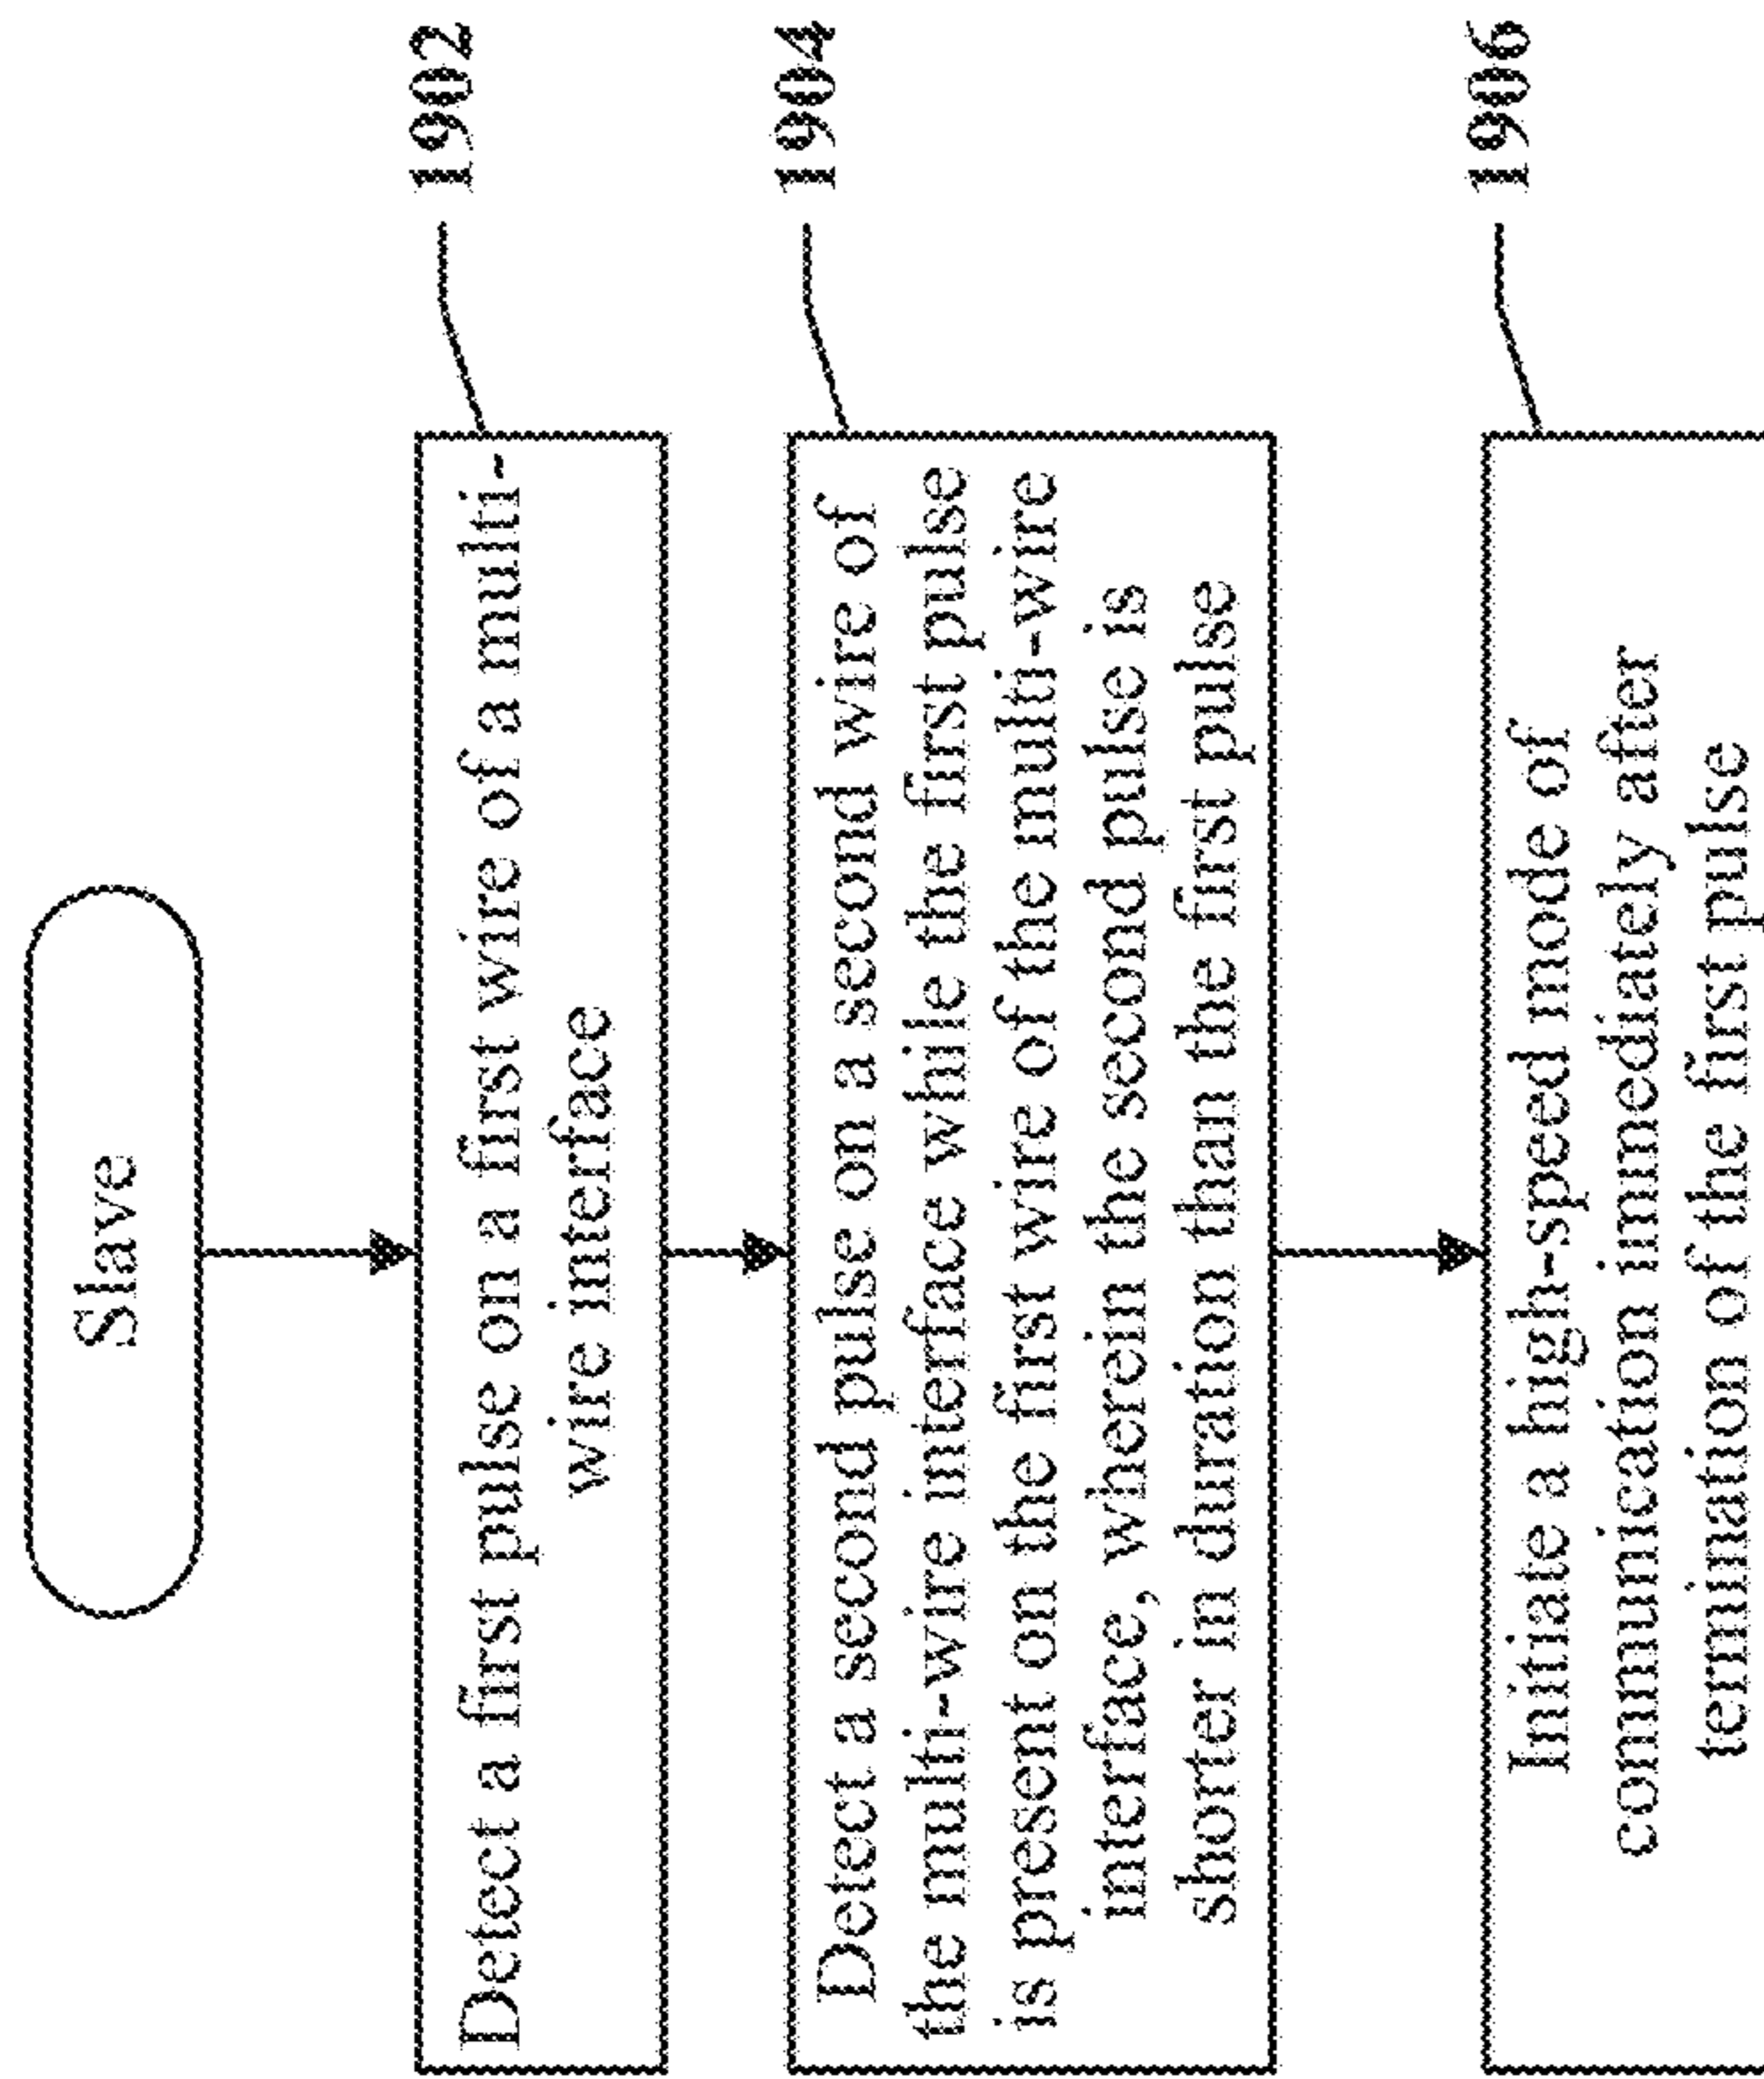 Slave
Detect a first pulse on a first wire of a multi-
wire interface
1902
Detect a second pulse on a second wire of
the multi-wire interface while the first pulse
is present on the first wire of the multi-wire
interface, wherein the second pulse is
shorter in duration than the first pulse
1904
Initiate a high-speed mode of
communication immediately after
termination of the first pulse
1906